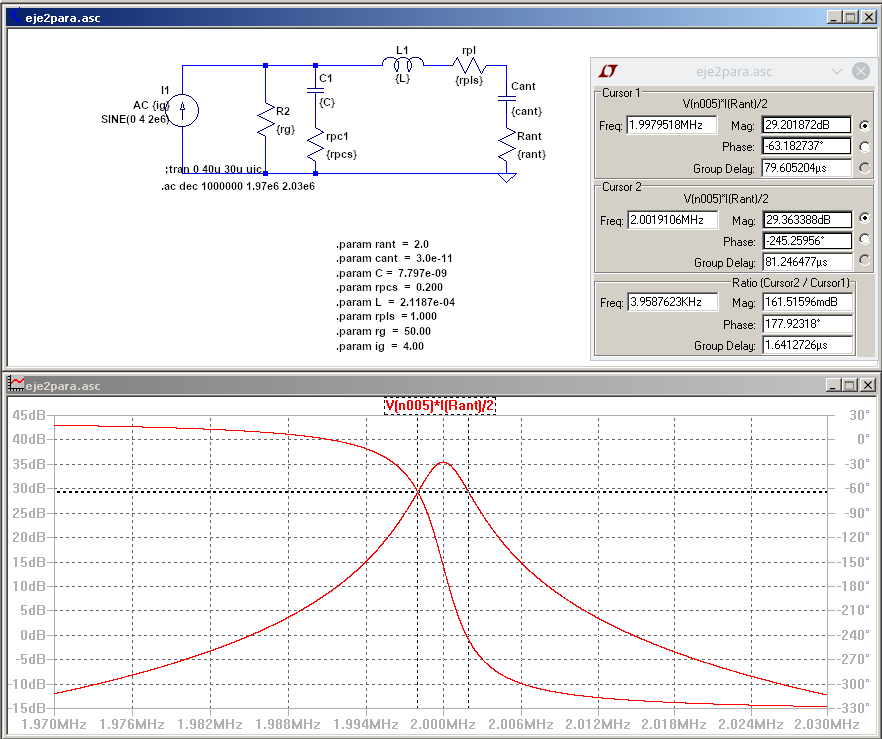 eje2para.asc
I1
AC {ig}
SINE(0 4 2e6)
R2
{rg}
C1
{C}
rpc1
{rpcs}
L1
{L}
rpl
{rpls}
Cant
{cant}
Rant
{rant}
;tran 0 40u 30u uic
.ac dec 1000000 1.97e6 2.03e6
.param rant = 2.0
.param cant = 3.0e-11
.param C = 7.797e-09
.param rpcs = 0.200
.param L = 2.1187e-04
.param rpls = 1.000
.param rg = 50.00
.param ig = 4.00
eje2para.asc
Cursor 1
V(n005)*I(Rant)/2
Freq: 1.9979518MHz Mag: 29.201872dB
Phase: -63.182737°
Group Delay: 79.605204µs
Cursor 2
V(n005)*I(Rant)/2
Freq: 2.0019106MHz Mag: 29.363388dB
Phase: -245.25956°
Group Delay: 81.246477µs
Ratio (Cursor2 / Cursor1)
Freq: 3.9587623KHz Mag: 161.51596mdB
Phase: 177.92318°
Group Delay: 1.6412726µs
eje2para.asc
V(n005)*I(Rant)/2
45dB 30°
40dB 0°
35dB -30°
30dB -60°
25dB -90°
20dB -120°
15dB -150°
10dB -180°
5dB -210°
0dB -240°
-5dB -270°
-10dB -300°
-15dB -330°
1.970MHz 1.976MHz 1.982MHz 1.988MHz 1.994MHz 2.000MHz 2.006MHz 2.012MHz 2.018MHz 2.024MHz 2.030MHz